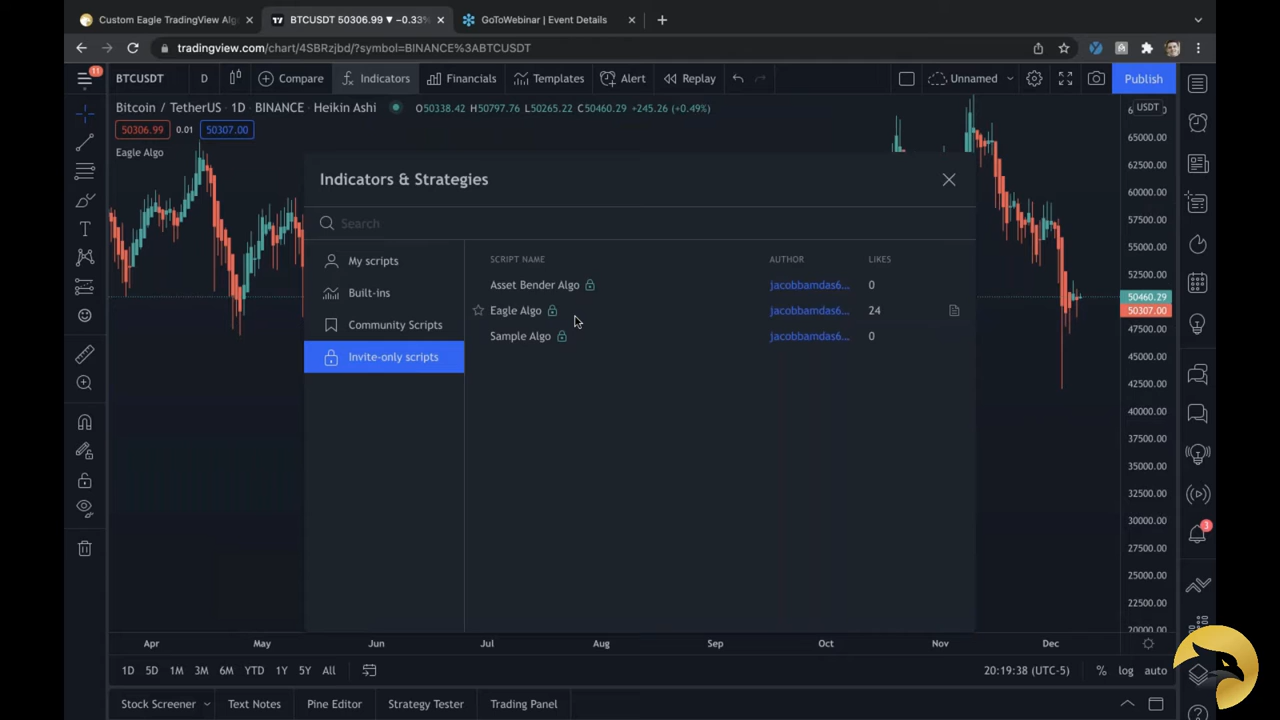 Custom Eagle TradingView Alg
BTCUSDT 50306.99 ▼ −0.33%
GoToWebinar | Event Details
tradingview.com/chart/4SBRzjbd/?symbol=BINANCE%3ABTCUSDT
11
BTCUSDT
D
Compare
Indicators
Financials
Templates
Alert
Replay
Unnamed
Publish
Bitcoin / TetherUS · 1D · BINANCE · Heikin Ashi
O50338.42 H50797.76 L50265.22 C50460.29 +245.26 (+0.49%)
USDT
50306.99
0.01
50307.00
Eagle Algo
Indicators & Strategies
Search
My scripts
Built-ins
Community Scripts
Invite-only scripts
SCRIPT NAME
AUTHOR
LIKES
Asset Bender Algo
jacobbamdas6...
0
Eagle Algo
jacobbamdas6...
24
Sample Algo
jacobbamdas6...
0
65000.00
62500.00
60000.00
57500.00
55000.00
52500.00
50460.29
50307.00
47500.00
45000.00
42500.00
40000.00
37500.00
35000.00
32500.00
30000.00
27500.00
25000.00
22500.00
20000.00
3
Apr
May
Jun
Jul
Aug
Sep
Oct
Nov
Dec
1D
5D
1M
3M
6M
YTD
1Y
5Y
All
20:19:38 (UTC-5)
%
log
auto
Stock Screener
Text Notes
Pine Editor
Strategy Tester
Trading Panel